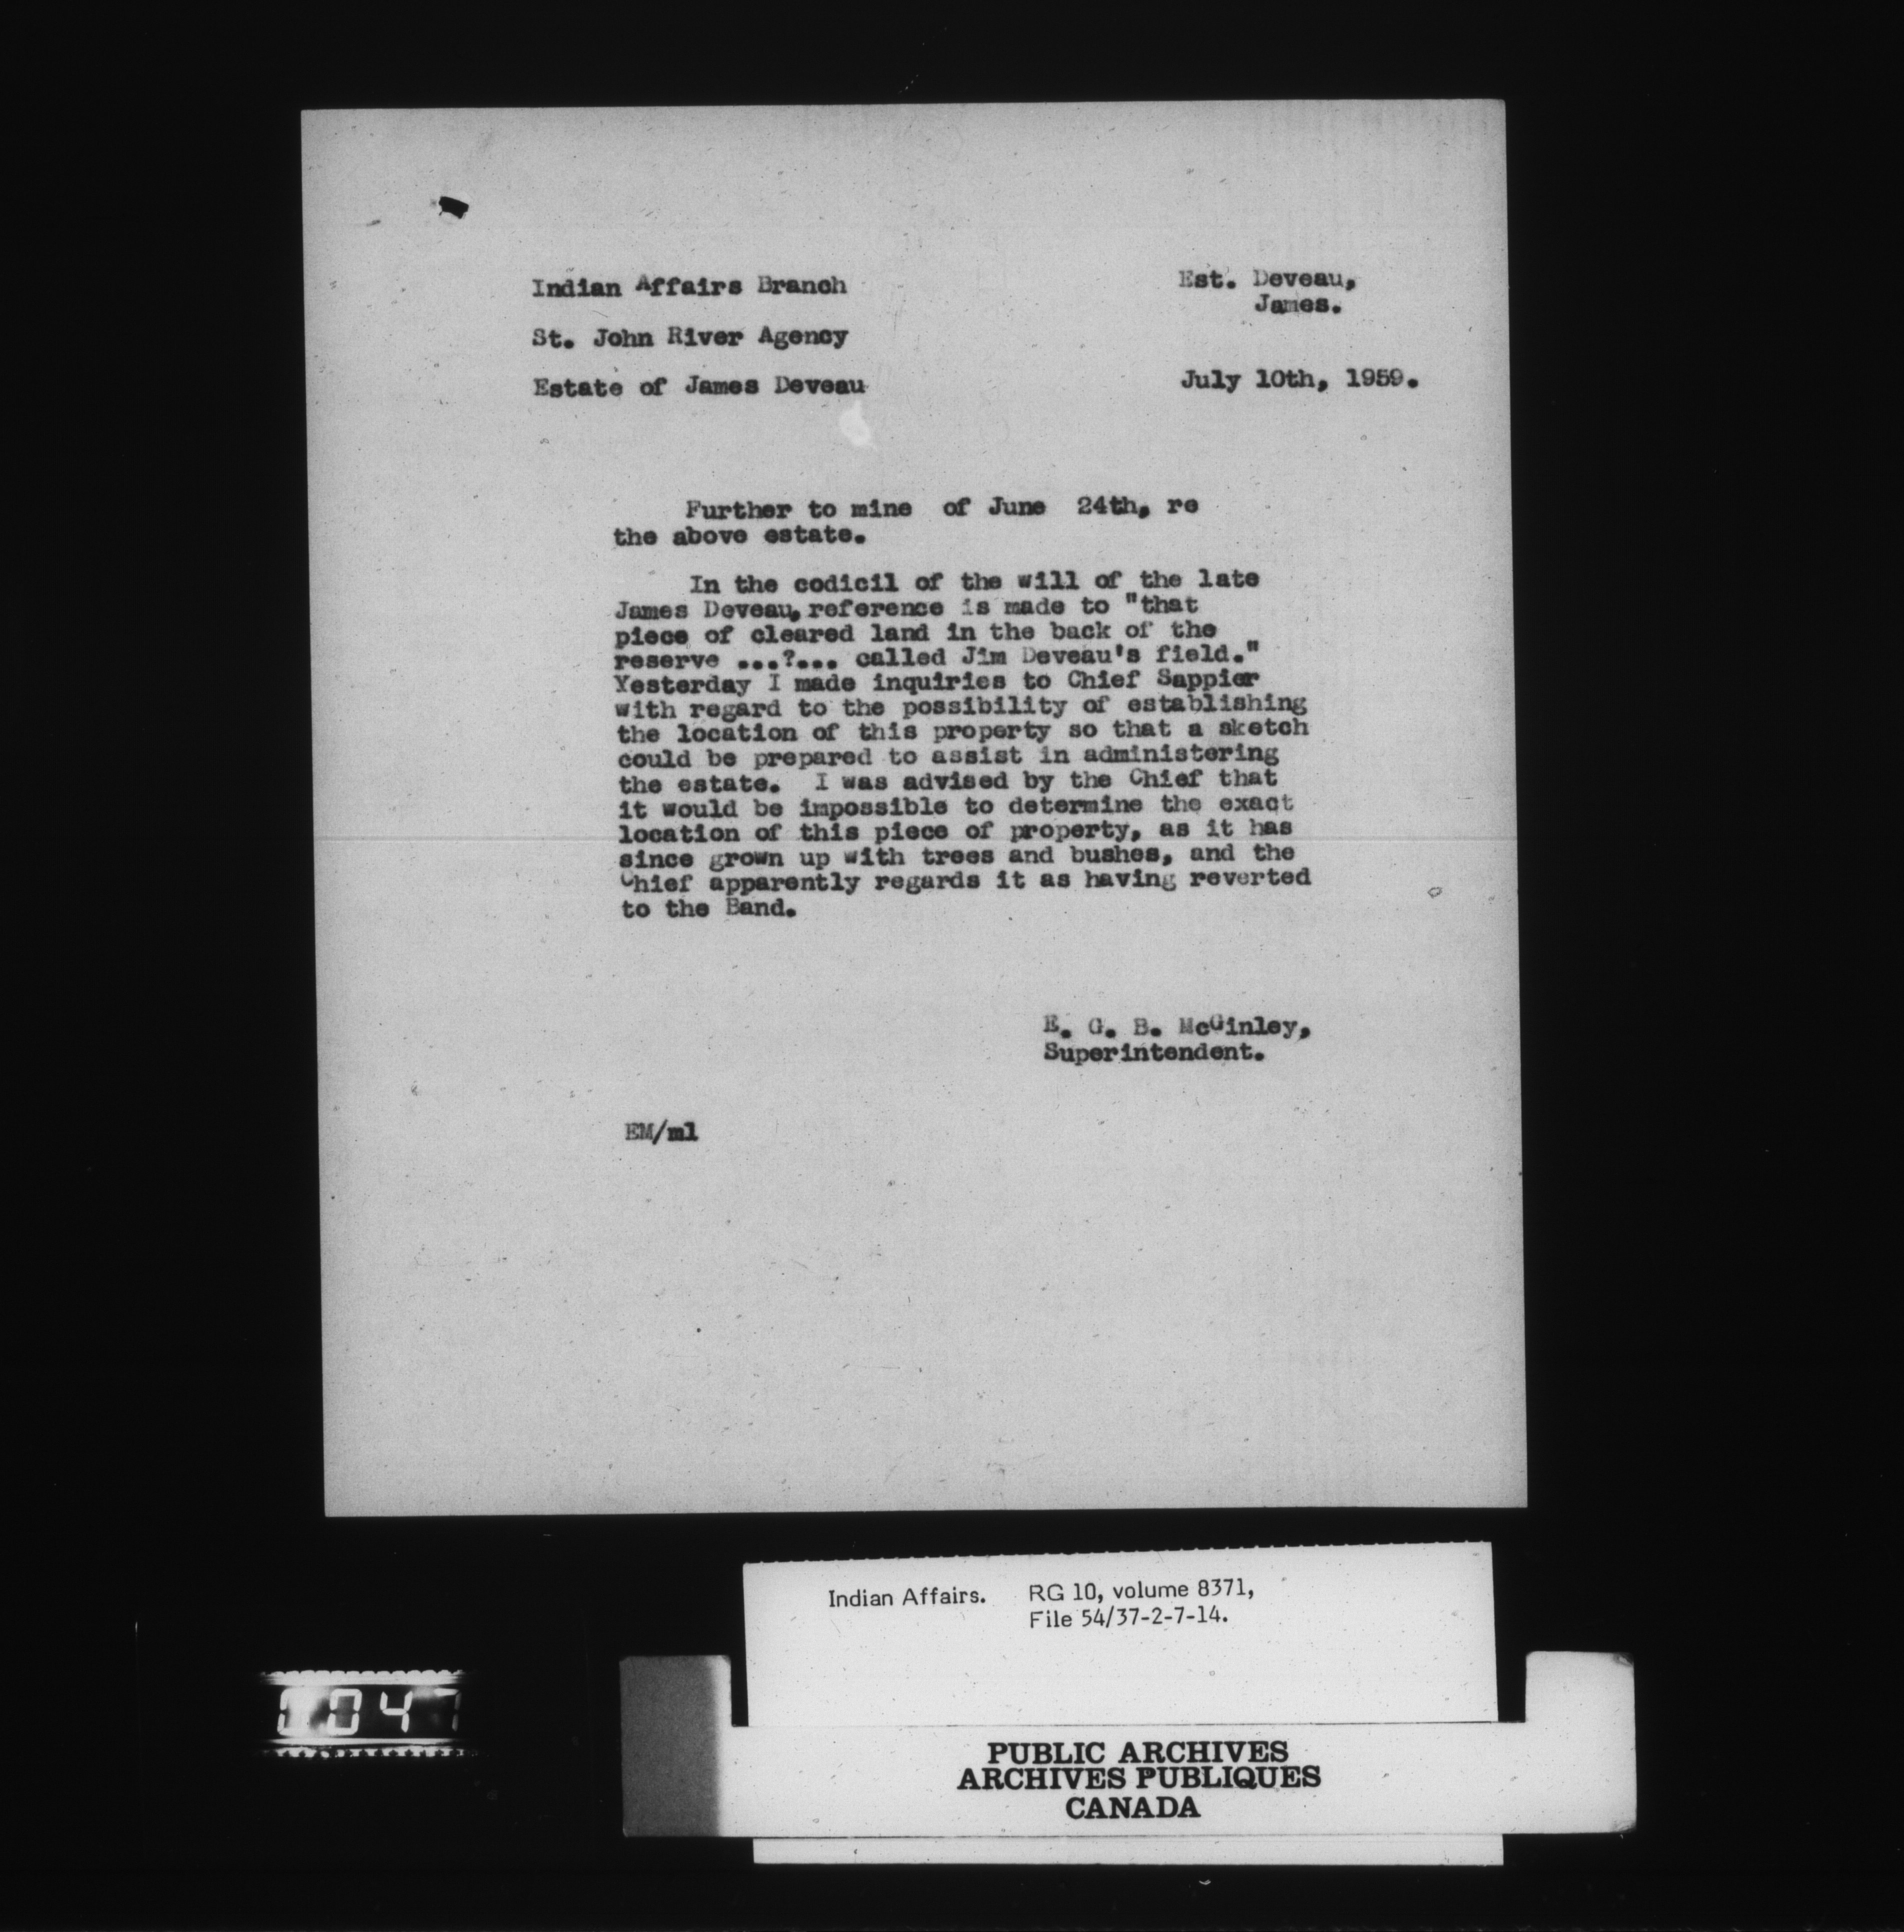 Indian Affairs Branch
Est. Deveau,
James.
St. John River Agency
Estate of James Deveau
July 10th, 1959.
Further to mine of June 24th, re
the above estate.
In the codicil of the will of the late
James Deveau, reference is made to "that
piece of cleared land in the back of the
reserve ...?... called Jim Deveau's field."
Yesterday I made inquiries to Chief Sappier
with regard to the possibility of establishing
the location of this property so that a sketch
could be prepared to assist in administering
the estate. I was advised by the Chief that
it would be impossible to determine the exact
location of this piece of property, as it has
since grown up with trees and bushes, and the
Chief apparently regards it as having reverted
to the Band.
E. G. B. McGinley,
Superintendent.
EM/ml
Indian Affairs. RG 10, volume 8371,
File 54/37-2-7-14.
0047
PUBLIC ARCHIVES
ARCHIVES PUBLIQUES
CANADA